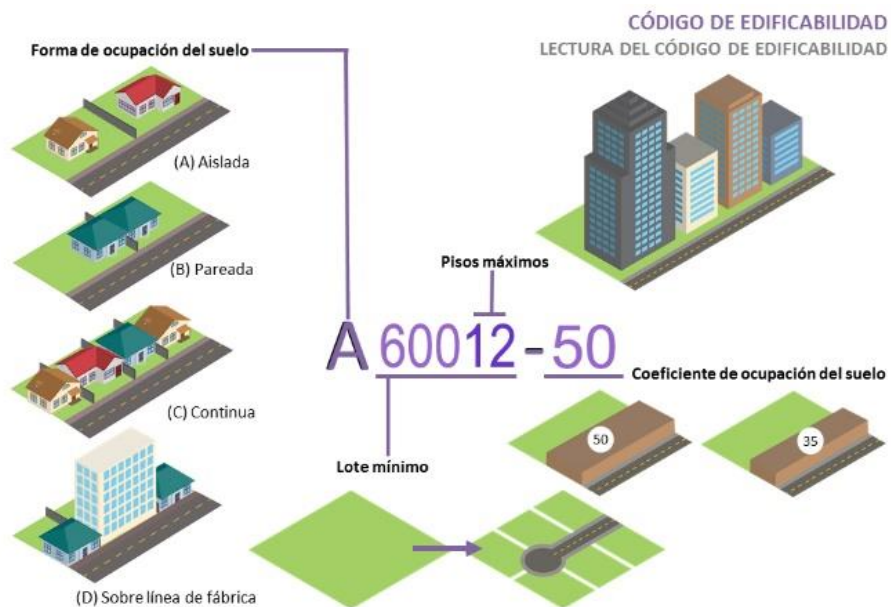 CÓDIGO DE EDIFICABILIDAD
LECTURA DEL CÓDIGO DE EDIFICABILIDAD
Forma de ocupación del suelo
(A) Aislada
(B) Pareada
Pisos máximos
A 60012-50
Coeficiente de ocupación del suelo
(C) Continua
50
35
Lote mínimo
(D) Sobre línea de fábrica